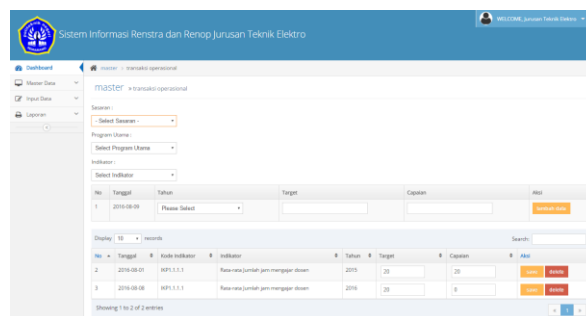 WELCOME, Jurusan Teknik Elektro
Sistem Informasi Renstra dan Renop Jurusan Teknik Elektro
Dashboard
master > transaksi operasional
Master Data
Input Data
Laporan
master » transaksi operasional
Sasaran :
- Select Sasaran -
Program Utama :
Select Program Utama
Indikator :
Select Indikator
No Tanggal Tahun Target Capaian Aksi
1 2016-08-09 Please Select tambah data
Display 10 records Search:
No Tanggal Kode Indikator Indikator Tahun Target Capaian Aksi
2 2016-08-01 IKP1.1.1.1 Rata-rata Jumlah jam mengajar dosen 2015 20 20 save delete
3 2016-08-08 IKP1.1.1.1 Rata-rata Jumlah jam mengajar dosen 2016 20 0 save delete
Showing 1 to 2 of 2 entries
1